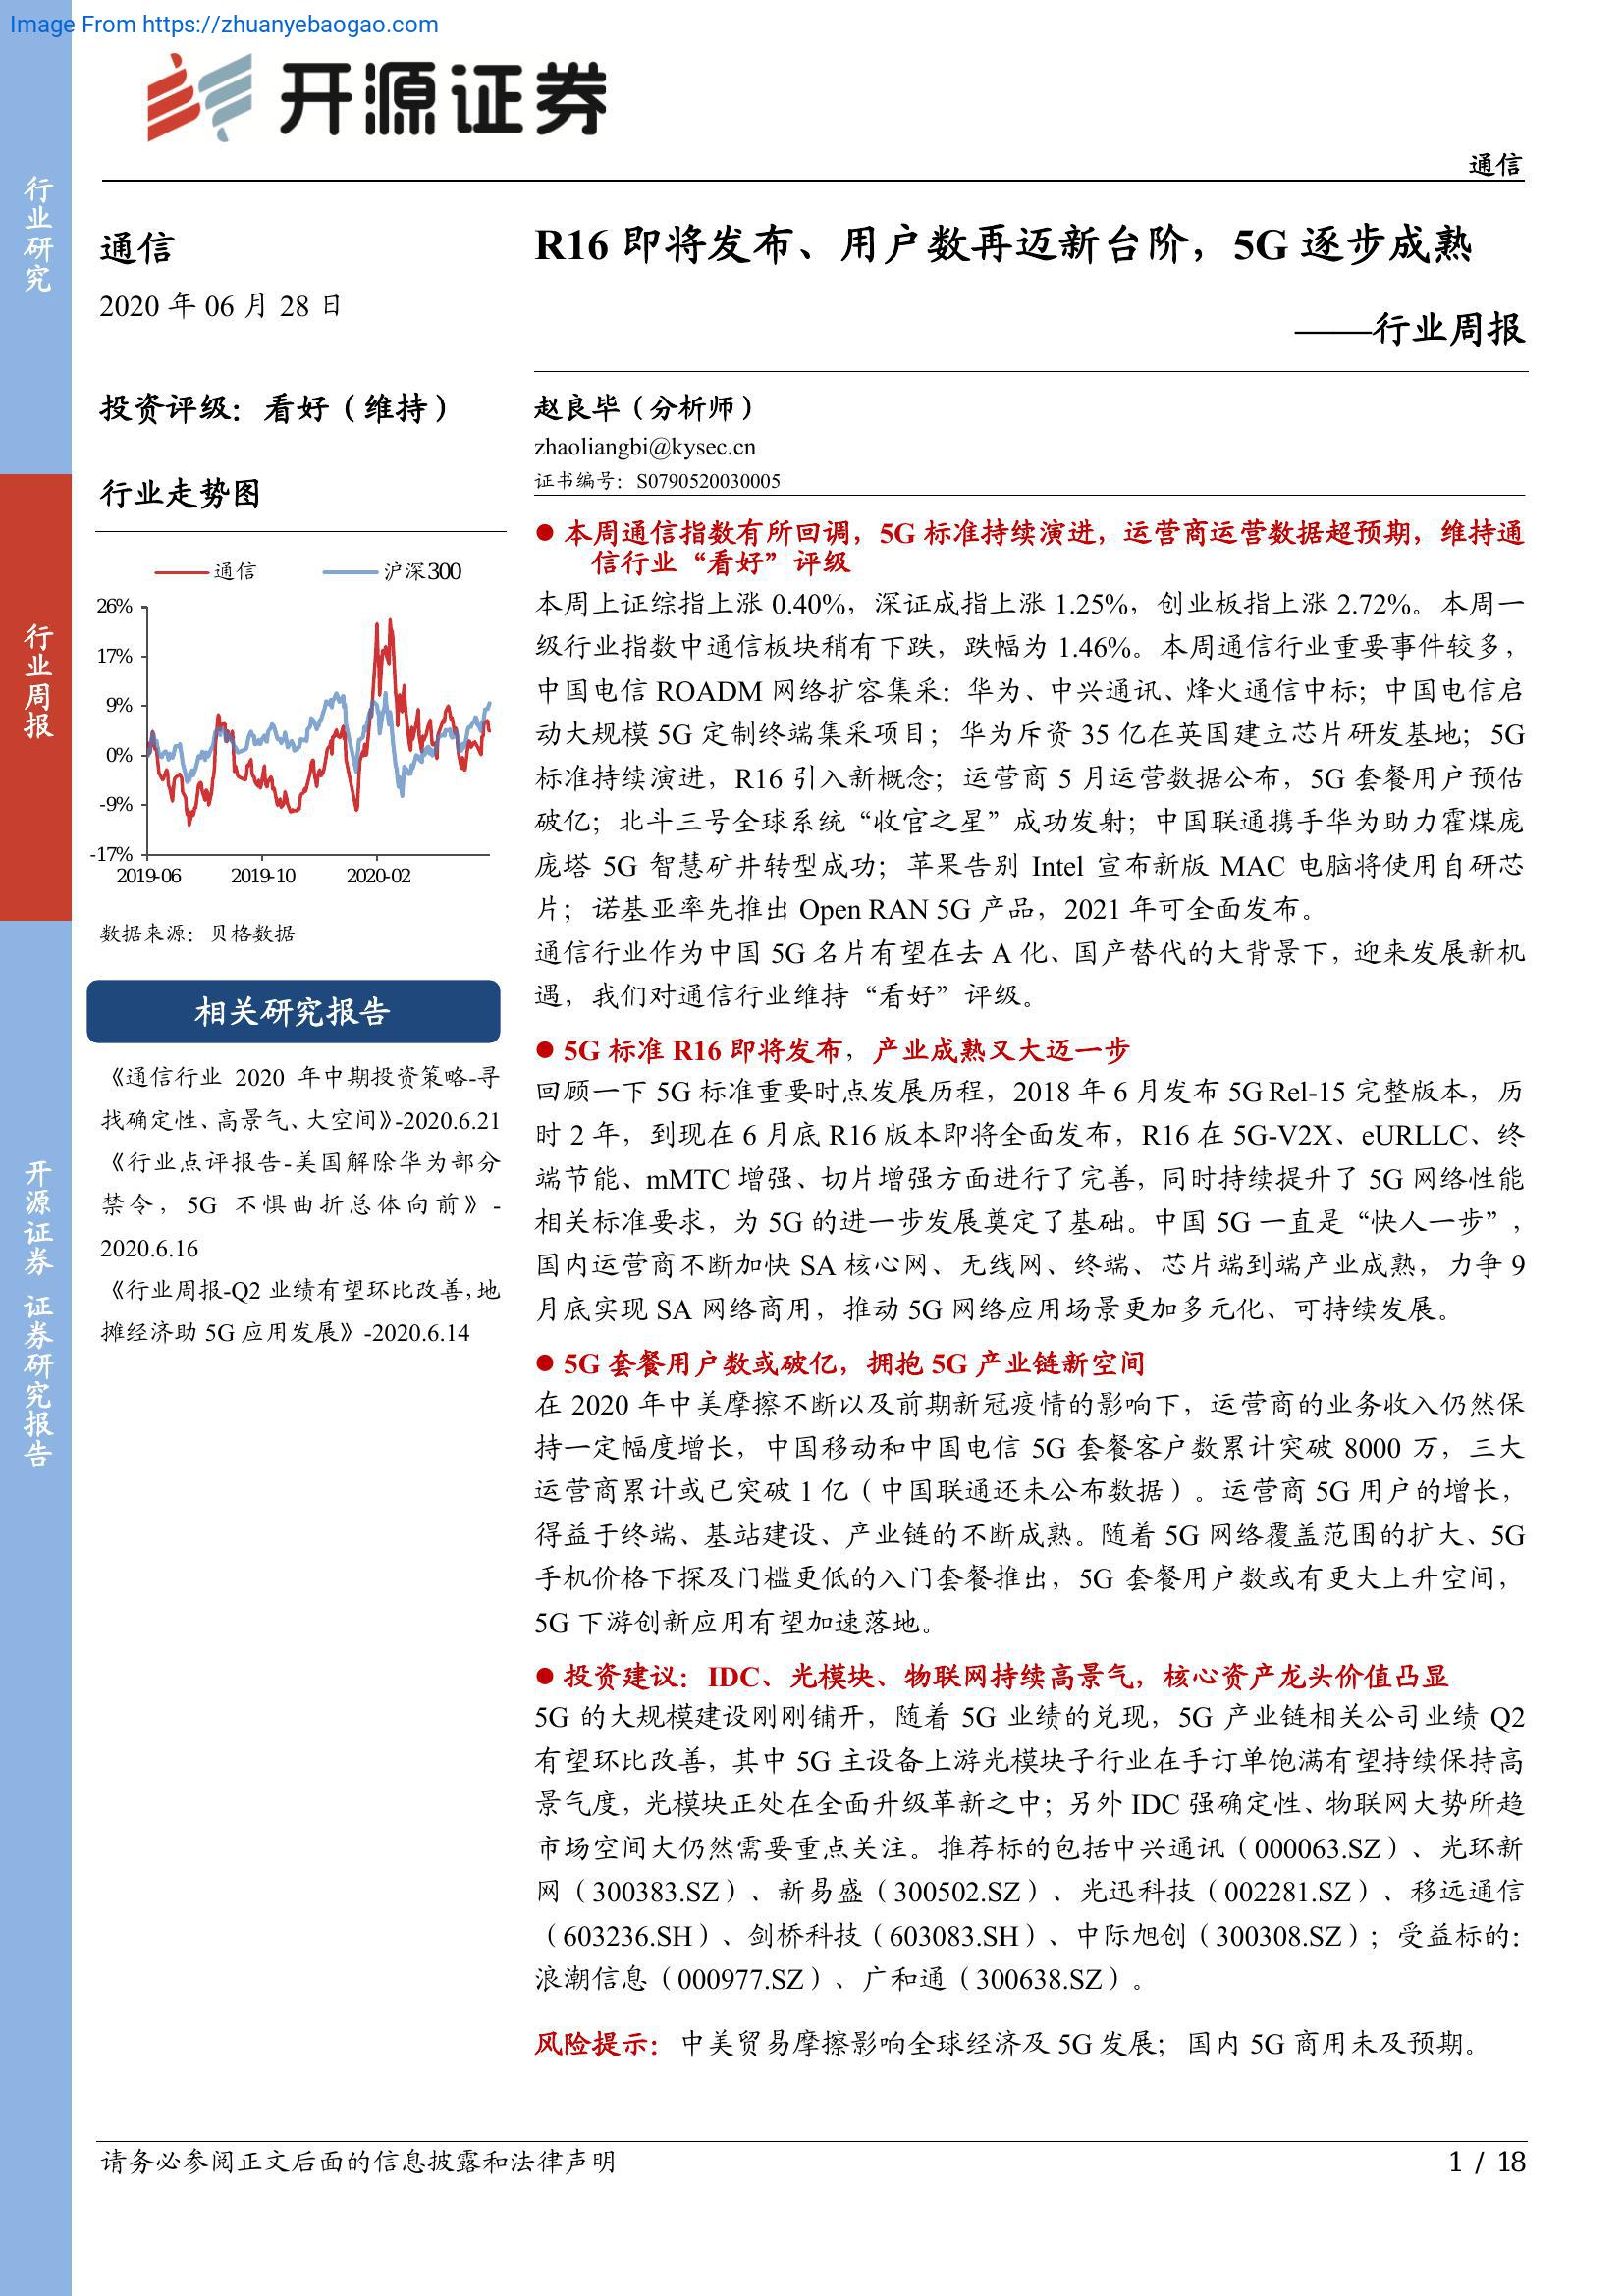 Image From https://zhuanyebaogao.com
开源证券
通信
行业研究
行业周报
开源证券 证券研究报告
通信
2020 年 06 月 28 日
投资评级：看好（维持）
行业走势图
通信 沪深300
26%
17%
9%
0%
-9%
-17%
2019-06 2019-10 2020-02
数据来源：贝格数据
相关研究报告
《通信行业 2020 年中期投资策略-寻
找确定性、高景气、大空间》-2020.6.21
《行业点评报告-美国解除华为部分
禁令，5G 不惧曲折总体向前》-
2020.6.16
《行业周报-Q2 业绩有望环比改善，地
摊经济助 5G 应用发展》-2020.6.14
R16 即将发布、用户数再迈新台阶，5G 逐步成熟
——行业周报
赵良毕（分析师）
zhaoliangbi@kysec.cn
证书编号：S0790520030005
● 本周通信指数有所回调，5G 标准持续演进，运营商运营数据超预期，维持通
信行业“看好”评级
本周上证综指上涨 0.40%，深证成指上涨 1.25%，创业板指上涨 2.72%。本周一
级行业指数中通信板块稍有下跌，跌幅为 1.46%。本周通信行业重要事件较多，
中国电信 ROADM 网络扩容集采：华为、中兴通讯、烽火通信中标；中国电信启
动大规模 5G 定制终端集采项目；华为斥资 35 亿在英国建立芯片研发基地；5G
标准持续演进，R16 引入新概念；运营商 5 月运营数据公布，5G 套餐用户预估
破亿；北斗三号全球系统“收官之星”成功发射；中国联通携手华为助力霍煤庞
庞塔 5G 智慧矿井转型成功；苹果告别 Intel 宣布新版 MAC 电脑将使用自研芯
片；诺基亚率先推出 Open RAN 5G 产品，2021 年可全面发布。
通信行业作为中国 5G 名片有望在去 A 化、国产替代的大背景下，迎来发展新机
遇，我们对通信行业维持“看好”评级。
● 5G 标准 R16 即将发布，产业成熟又大迈一步
回顾一下 5G 标准重要时点发展历程，2018 年 6 月发布 5G Rel-15 完整版本，历
时 2 年，到现在 6 月底 R16 版本即将全面发布，R16 在 5G-V2X、eURLLC、终
端节能、mMTC 增强、切片增强方面进行了完善，同时持续提升了 5G 网络性能
相关标准要求，为 5G 的进一步发展奠定了基础。中国 5G 一直是“快人一步”，
国内运营商不断加快 SA 核心网、无线网、终端、芯片端到端产业成熟，力争 9
月底实现 SA 网络商用，推动 5G 网络应用场景更加多元化、可持续发展。
● 5G 套餐用户数或破亿，拥抱 5G 产业链新空间
在 2020 年中美摩擦不断以及前期新冠疫情的影响下，运营商的业务收入仍然保
持一定幅度增长，中国移动和中国电信 5G 套餐客户数累计突破 8000 万，三大
运营商累计或已突破 1 亿（中国联通还未公布数据）。运营商 5G 用户的增长，
得益于终端、基站建设、产业链的不断成熟。随着 5G 网络覆盖范围的扩大、5G
手机价格下探及门槛更低的入门套餐推出，5G 套餐用户数或有更大上升空间，
5G 下游创新应用有望加速落地。
● 投资建议：IDC、光模块、物联网持续高景气，核心资产龙头价值凸显
5G 的大规模建设刚刚铺开，随着 5G 业绩的兑现，5G 产业链相关公司业绩 Q2
有望环比改善，其中 5G 主设备上游光模块子行业在手订单饱满有望持续保持高
景气度，光模块正处在全面升级革新之中；另外 IDC 强确定性、物联网大势所趋
市场空间大仍然需要重点关注。推荐标的包括中兴通讯（000063.SZ）、光环新
网（300383.SZ）、新易盛（300502.SZ）、光迅科技（002281.SZ）、移远通信
（603236.SH）、剑桥科技（603083.SH）、中际旭创（300308.SZ）；受益标的：
浪潮信息（000977.SZ）、广和通（300638.SZ）。
风险提示：中美贸易摩擦影响全球经济及 5G 发展；国内 5G 商用未及预期。
请务必参阅正文后面的信息披露和法律声明
1 / 18